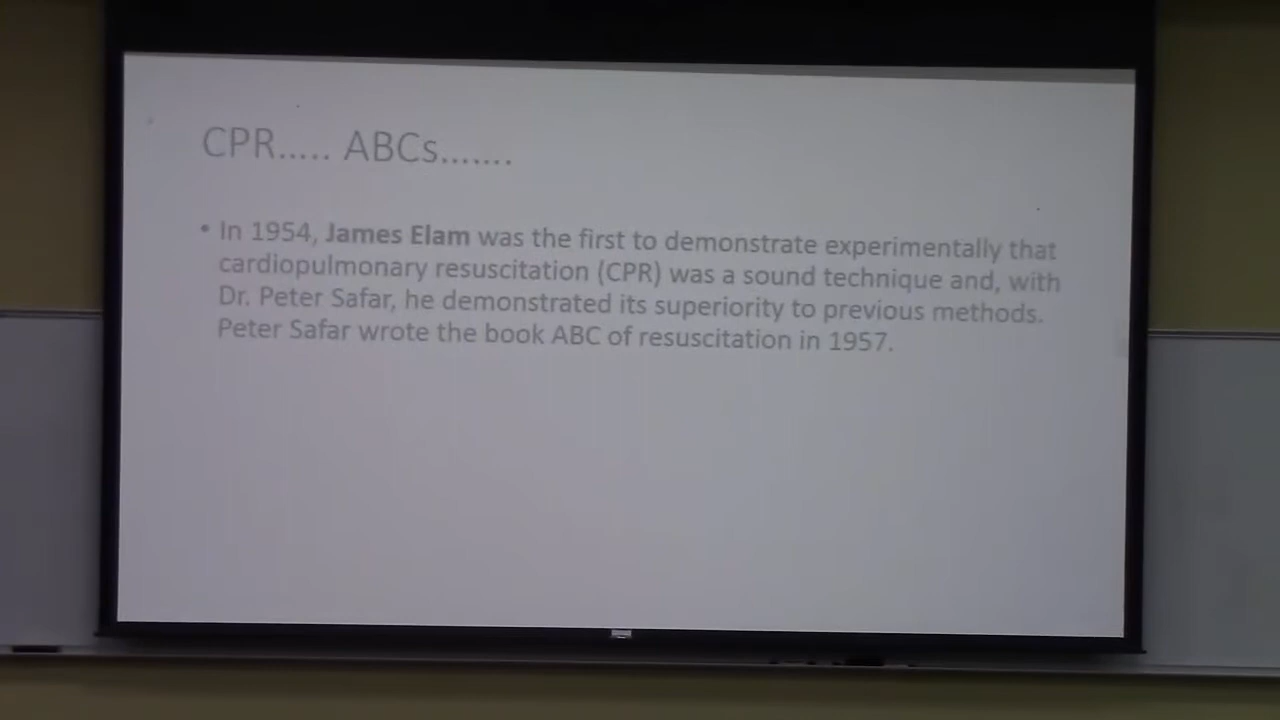 CPR..... ABCs.......
• In 1954, James Elam was the first to demonstrate experimentally that
cardiopulmonary resuscitation (CPR) was a sound technique and, with
Dr. Peter Safar, he demonstrated its superiority to previous methods.
Peter Safar wrote the book ABC of resuscitation in 1957.